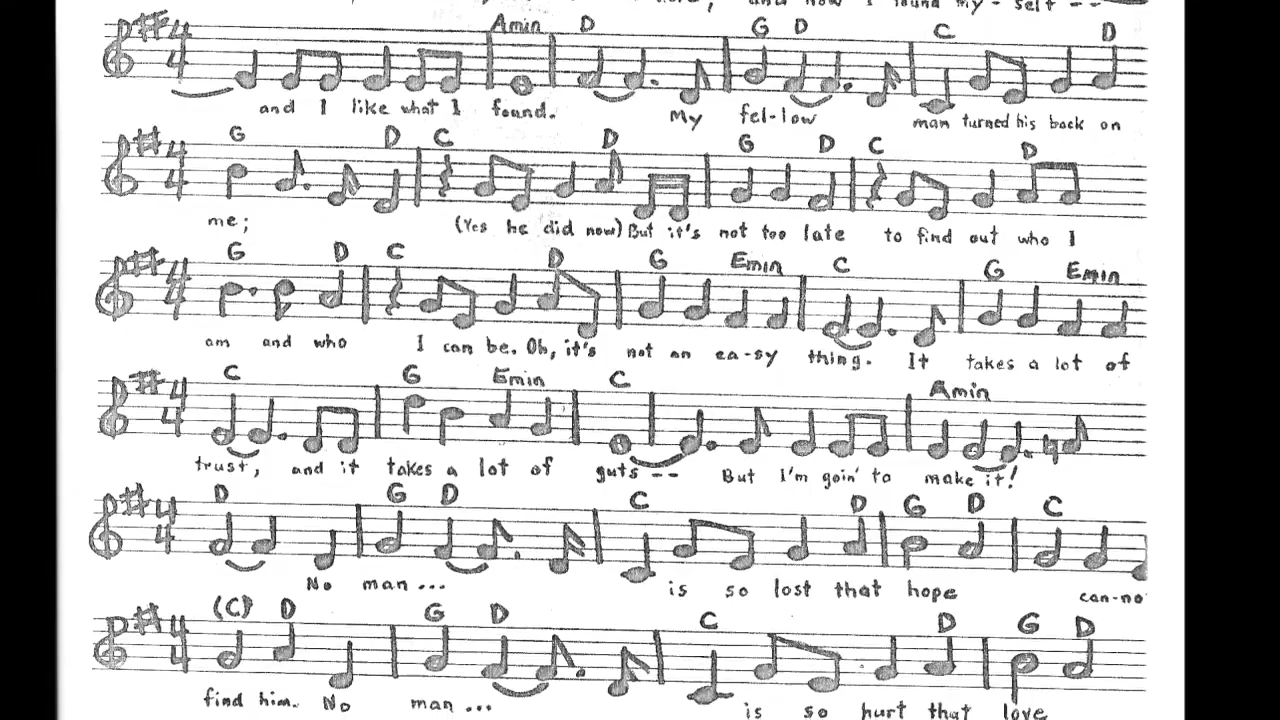 and now I found my-self --
Amin D G D C D
and I like what I found. My fel-low man turned his back on
G D C D G D C D
me; (Yes he did now) But it's not too late to find out who I
G D C D G Emin C G Emin
am and who I can be. Oh, it's not an ea-sy thing. It takes a lot of
C G Emin C Amin
trust, and it takes a lot of guts -- But I'm goin' to make it!
D G D C D G D C
No man... is so lost that hope can-no
(C) D G D C D G D
find him. No man... is so hurt that love